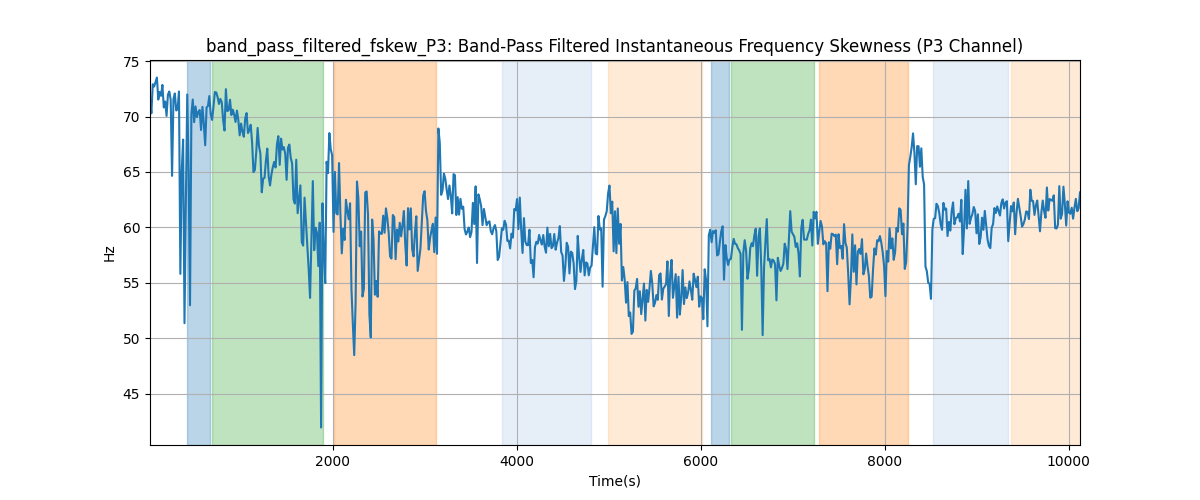 band_pass_filtered_fskew_P3: Band-Pass Filtered Instantaneous Frequency Skewness (P3 Channel)
75
70
65
60
55
50
45
Hz
2000 4000 6000 8000 10000
Time(s)